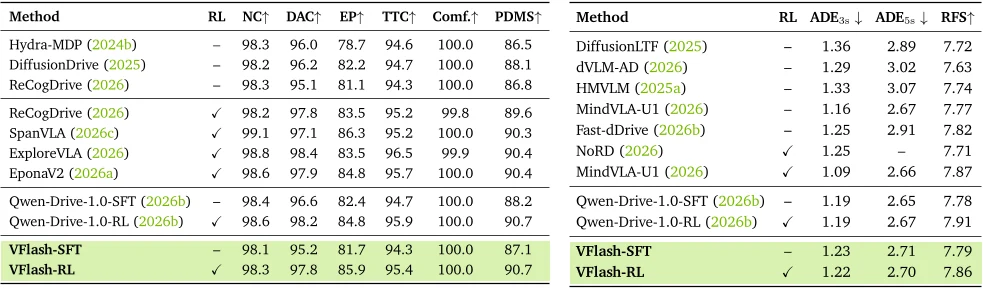 Method RL NC↑ DAC↑ EP↑ TTC↑ Comf.↑ PDMS↑
Hydra-MDP (2024b) – 98.3 96.0 78.7 94.6 100.0 86.5
DiffusionDrive (2025) – 98.2 96.2 82.2 94.7 100.0 88.1
ReCogDrive (2026) – 98.3 95.1 81.1 94.3 100.0 86.8
ReCogDrive (2026) ✓ 98.2 97.8 83.5 95.2 99.8 89.6
SpanVLA (2026c) ✓ 99.1 97.1 86.3 95.2 100.0 90.3
ExploreVLA (2026) ✓ 98.8 98.4 83.5 96.5 99.9 90.4
EponaV2 (2026a) ✓ 98.6 97.9 84.8 95.7 100.0 90.4
Qwen-Drive-1.0-SFT (2026b) – 98.4 96.6 82.4 94.7 100.0 88.2
Qwen-Drive-1.0-RL (2026b) ✓ 98.6 98.2 84.8 95.9 100.0 90.7
VFlash-SFT – 98.1 95.2 81.7 94.3 100.0 87.1
VFlash-RL ✓ 98.3 97.8 85.9 95.4 100.0 90.7
Method RL ADE3s ↓ ADE5s ↓ RFS↑
DiffusionLTF (2025) – 1.36 2.89 7.72
dVLM-AD (2026) – 1.29 3.02 7.63
HMVLM (2025a) – 1.33 3.07 7.74
MindVLA-U1 (2026) – 1.16 2.67 7.77
Fast-dDrive (2026b) – 1.25 2.91 7.82
NoRD (2026) ✓ 1.25 – 7.71
MindVLA-U1 (2026) ✓ 1.09 2.66 7.87
Qwen-Drive-1.0-SFT (2026b) – 1.19 2.65 7.78
Qwen-Drive-1.0-RL (2026b) ✓ 1.19 2.67 7.91
VFlash-SFT – 1.23 2.71 7.79
VFlash-RL ✓ 1.22 2.70 7.86